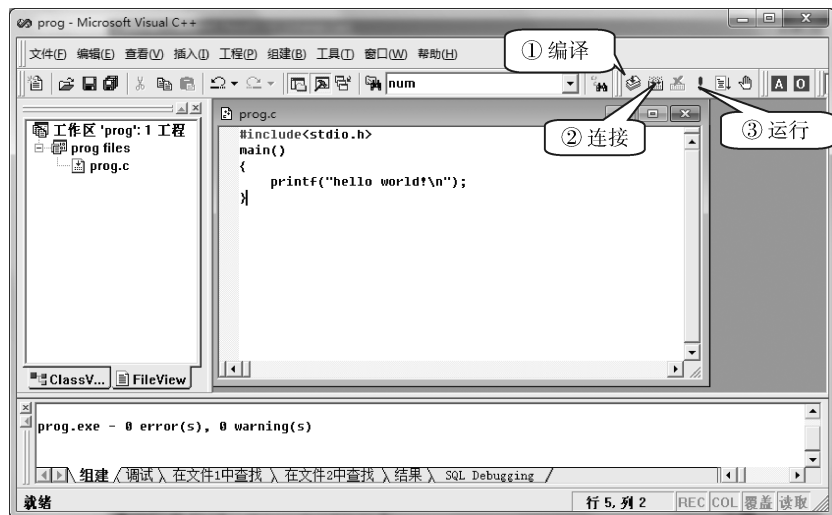 prog - Microsoft Visual C++
文件(F) 编辑(E) 查看(V) 插入(I) 工程(P) 组建(B) 工具(T) 窗口(W) 帮助(H)
① 编译
num
A O
② 连接
③ 运行
工作区 'prog': 1 工程
prog files
prog.c
prog.c
#include<stdio.h>
main()
{
printf("hello world!\n");
}
ClassV... FileView
prog.exe - 0 error(s), 0 warning(s)
组建 调试 在文件1中查找 在文件2中查找 结果 SQL Debugging
就绪
行 5, 列 2 REC COL 覆盖 读取